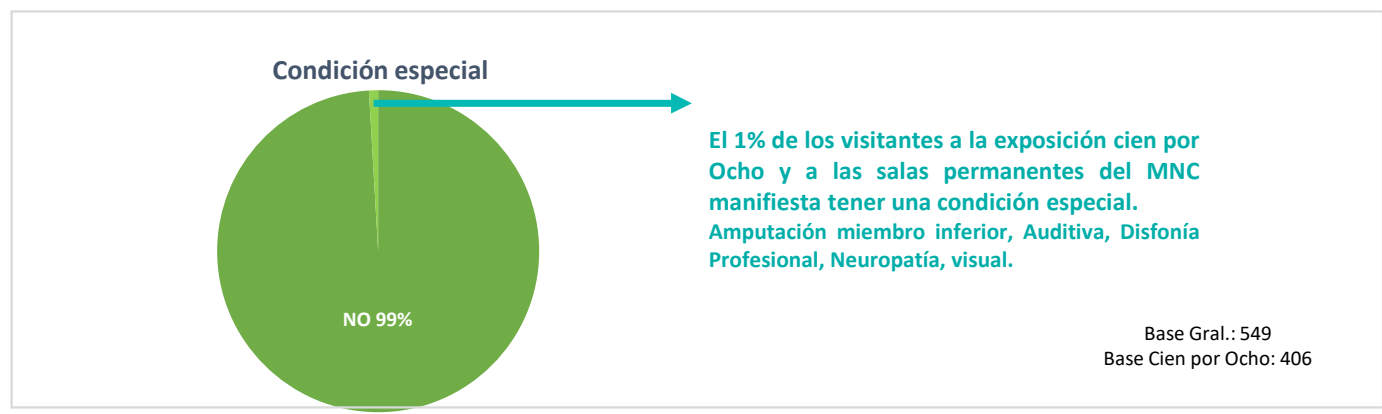 Condición especial
NO 99%
El 1% de los visitantes a la exposición cien por
Ocho y a las salas permanentes del MNC
manifiesta tener una condición especial.
Amputación miembro inferior, Auditiva, Disfonía
Profesional, Neuropatía, visual.
Base Gral.: 549
Base Cien por Ocho: 406